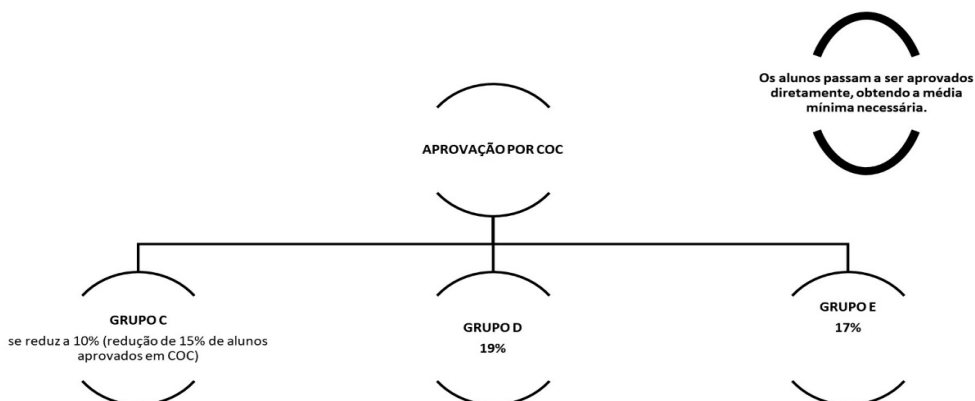 Os alunos passam a ser aprovados
diretamente, obtendo a média
mínima necessária.
APROVAÇÃO POR COC
GRUPO C
se reduz a 10% (redução de 15% de alunos
aprovados em COC)
GRUPO D
19%
GRUPO E
17%